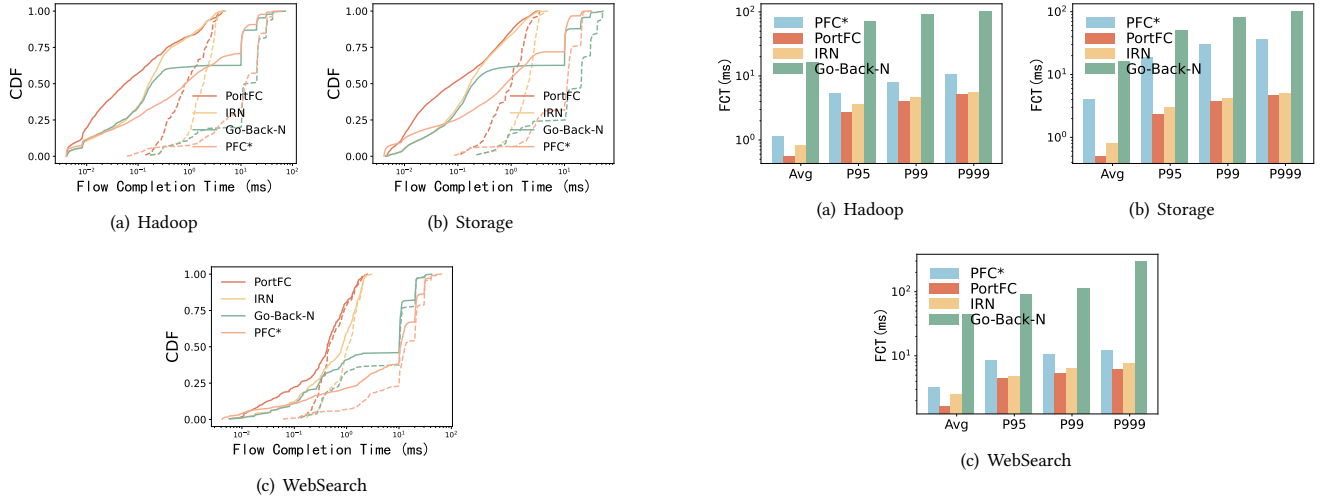 1.00
0.75
0.50
0.25
0.00
CDF
PortFC
IRN
Go-Back-N
PFC*
10⁻² 10⁻¹ 10⁰ 10¹ 10²
Flow Completion Time (ms)
(a) Hadoop
1.00
0.75
0.50
0.25
0.00
CDF
PortFC
IRN
Go-Back-N
PFC*
10⁻² 10⁻¹ 10⁰ 10¹
Flow Completion Time (ms)
(b) Storage
10²
10¹
10⁰
FCT(ms)
PFC*
PortFC
IRN
Go-Back-N
Avg P95 P99 P999
(a) Hadoop
10²
10¹
10⁰
FCT(ms)
PFC*
PortFC
IRN
Go-Back-N
Avg P95 P99 P999
(b) Storage
1.00
0.75
0.50
0.25
0.00
CDF
PortFC
IRN
Go-Back-N
PFC*
10⁻² 10⁻¹ 10⁰ 10¹ 10²
Flow Completion Time (ms)
(c) WebSearch
10²
10¹
FCT(ms)
PFC*
PortFC
IRN
Go-Back-N
Avg P95 P99 P999
(c) WebSearch